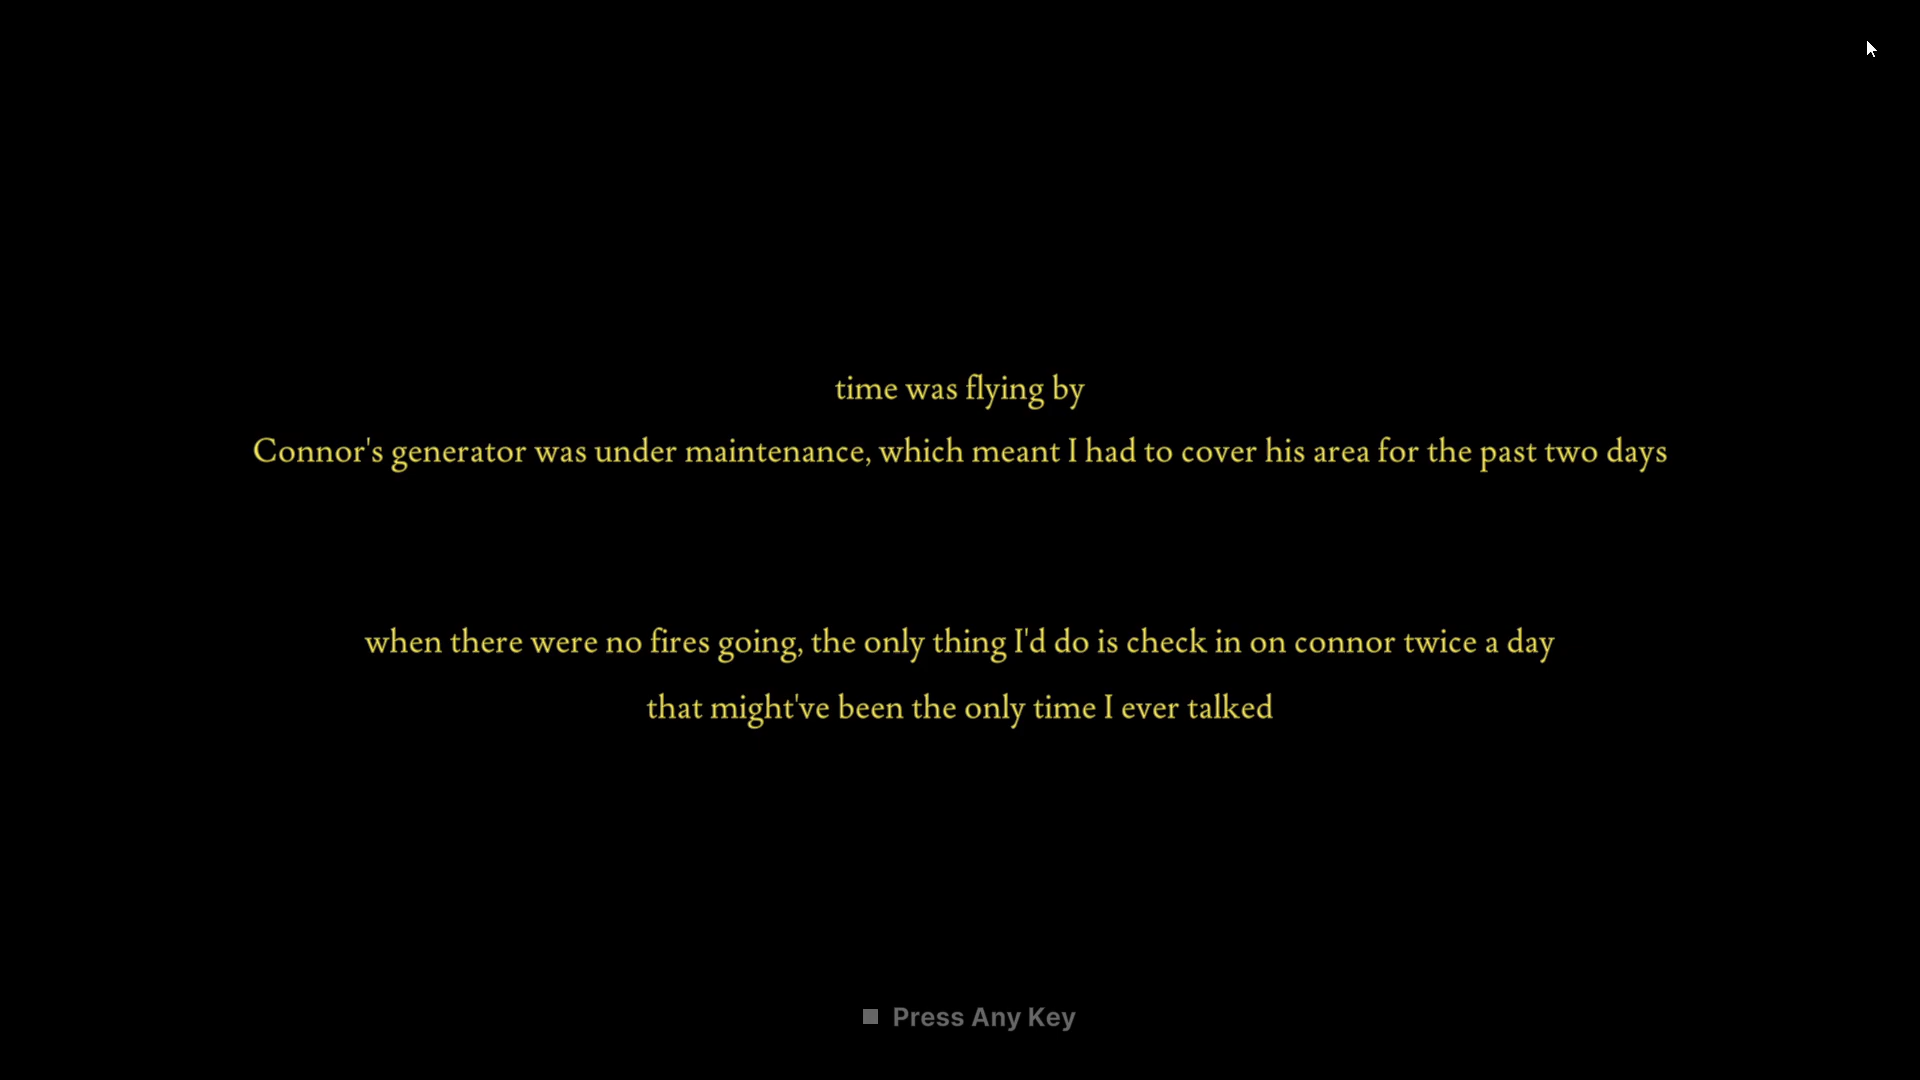 time was flying by
Connor's generator was under maintenance, which meant I had to cover his area for the past two days
when there were no fires going, the only thing I'd do is check in on connor twice a day
that might've been the only time I ever talked
Press Any Key